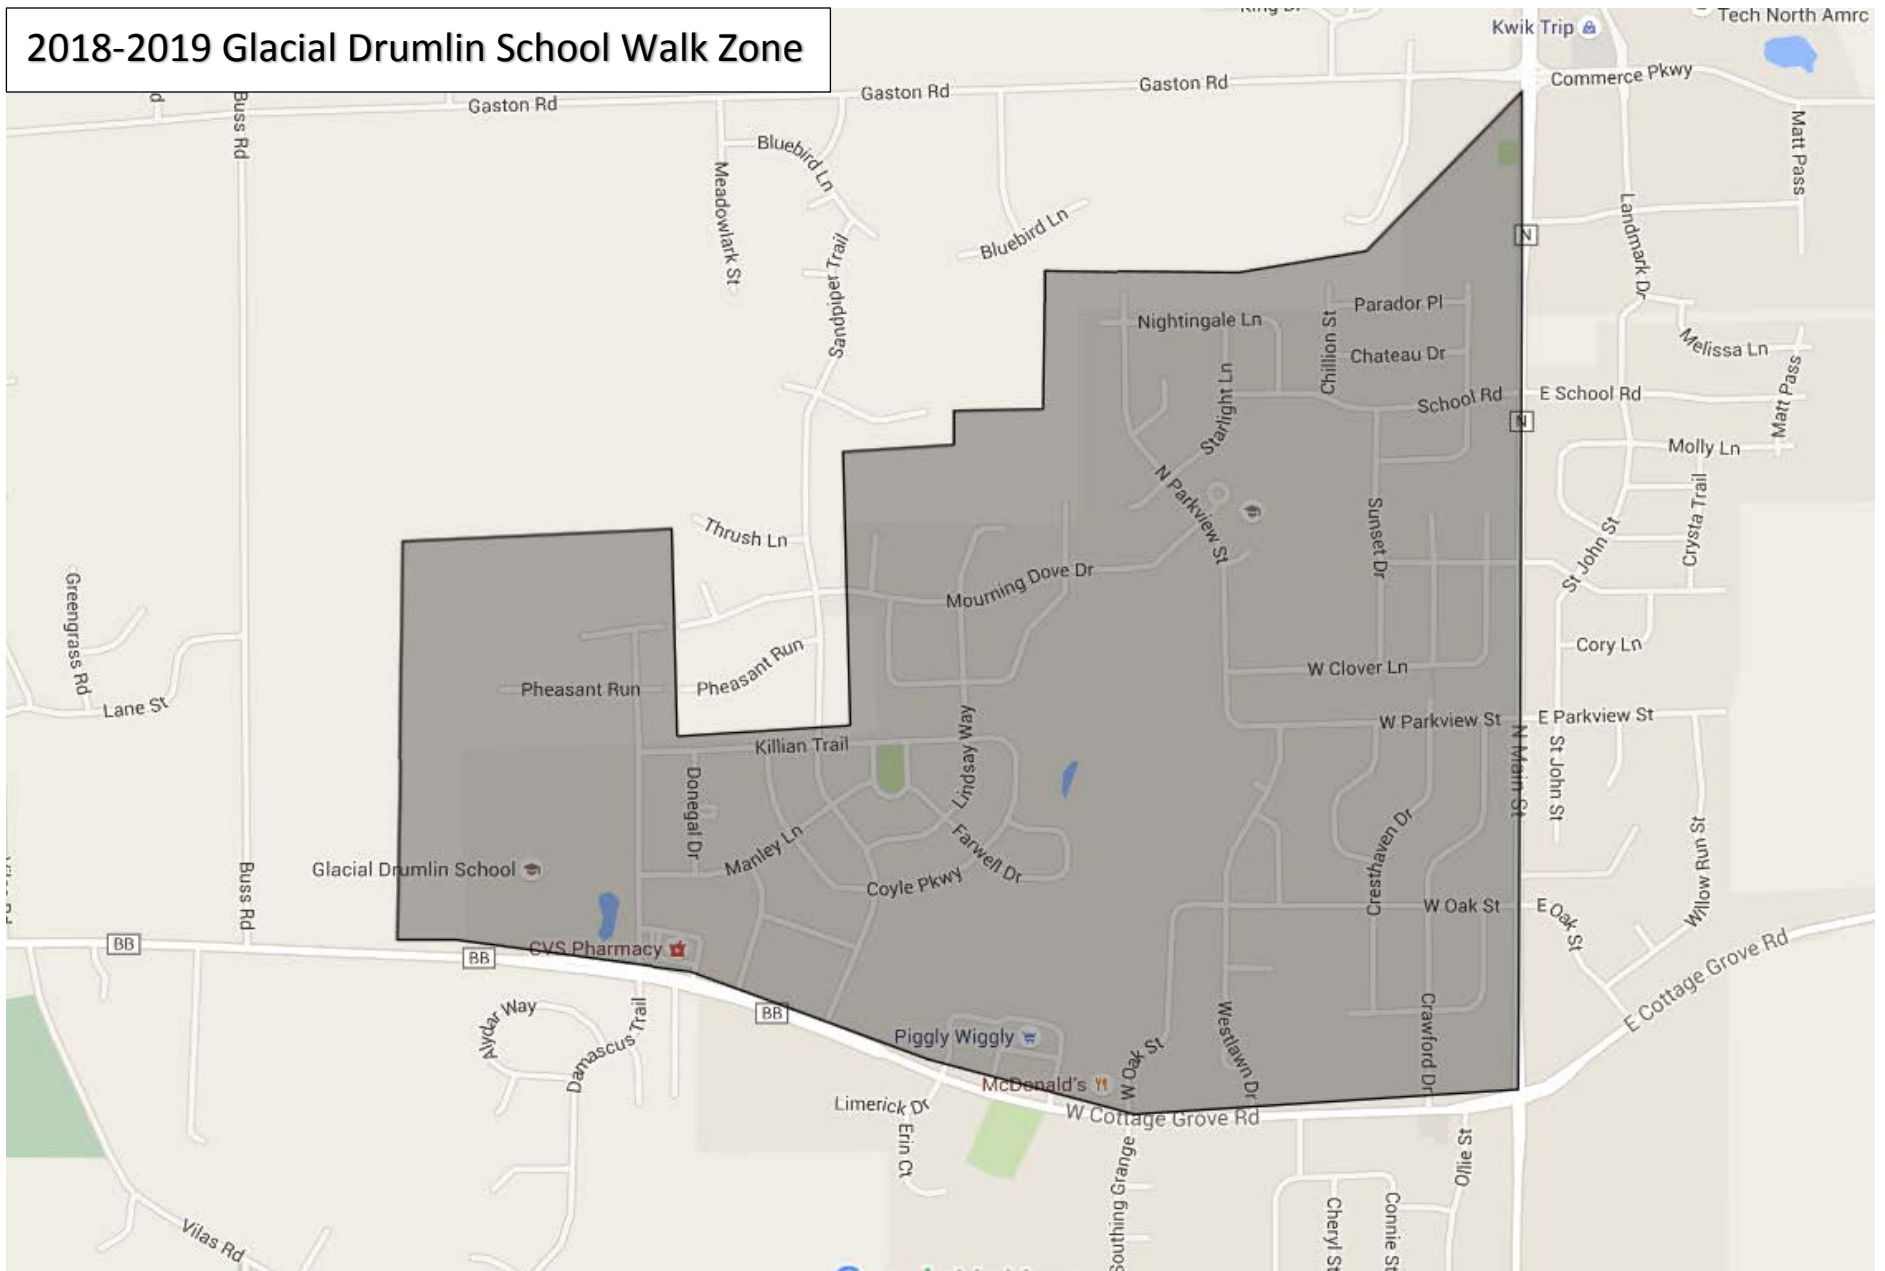 2018-2019 Glacial Drumlin School Walk Zone
Kwik Trip
Tech North Amrc
Commerce Pkwy
Gaston Rd
Gaston Rd
Gaston Rd
Buss Rd
Bluebird Ln
Meadowlark St
Matt Pass
Landmark Dr
Bluebird Ln
Sandpiper Trail
N
Parador Pl
Nightingale Ln
Chillion St
Chateau Dr
Melissa Ln
Starlight Ln
School Rd
E School Rd
Matt Pass
N
Molly Ln
N Parkview St
Crysta Trail
Thrush Ln
Sunset Dr
St John St
Mourning Dove Dr
Greengrass Rd
Pheasant Run
Pheasant Run
W Clover Ln
Cory Ln
Lane St
Lindsay Way
W Parkview St
E Parkview St
Killian Trail
N Main St
St John St
Donegal Dr
Manley Ln
Farwell Dr
Cresthaven Dr
Willow Run St
Glacial Drumlin School
Coyle Pkwy
Buss Rd
W Oak St
E Oak St
BB
BB
CVS Pharmacy
E Cottage Grove Rd
Alydar Way
Damascus Trail
BB
Piggly Wiggly
Westlawn Dr
Crawford Dr
W Oak St
McDonald's
Limerick Dr
W Cottage Grove Rd
Erin Ct
Southing Grange
Ollie St
Cheryl St
Connie St
Vilas Rd